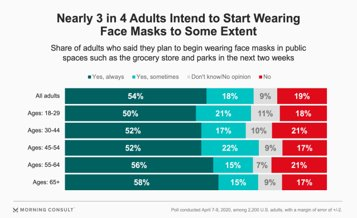 Nearly 3 in 4 Adults Intend to Start Wearing
Face Masks to Some Extent
Share of adults who said they plan to begin wearing face masks in public
spaces such as the grocery store and parks in the next two weeks
Yes, always Yes, sometimes Don't know/No opinion No
All adults 54% 18% 9% 19%
Ages: 18-29 50% 21% 11% 18%
Ages: 30-44 52% 17% 10% 21%
Ages: 45-54 52% 22% 9% 17%
Ages: 55-64 56% 15% 7% 21%
Ages: 65+ 58% 15% 9% 17%
MORNING CONSULT Poll conducted April 7-9, 2020, among 2,200 U.S. adults, with a margin of error of +/-2.